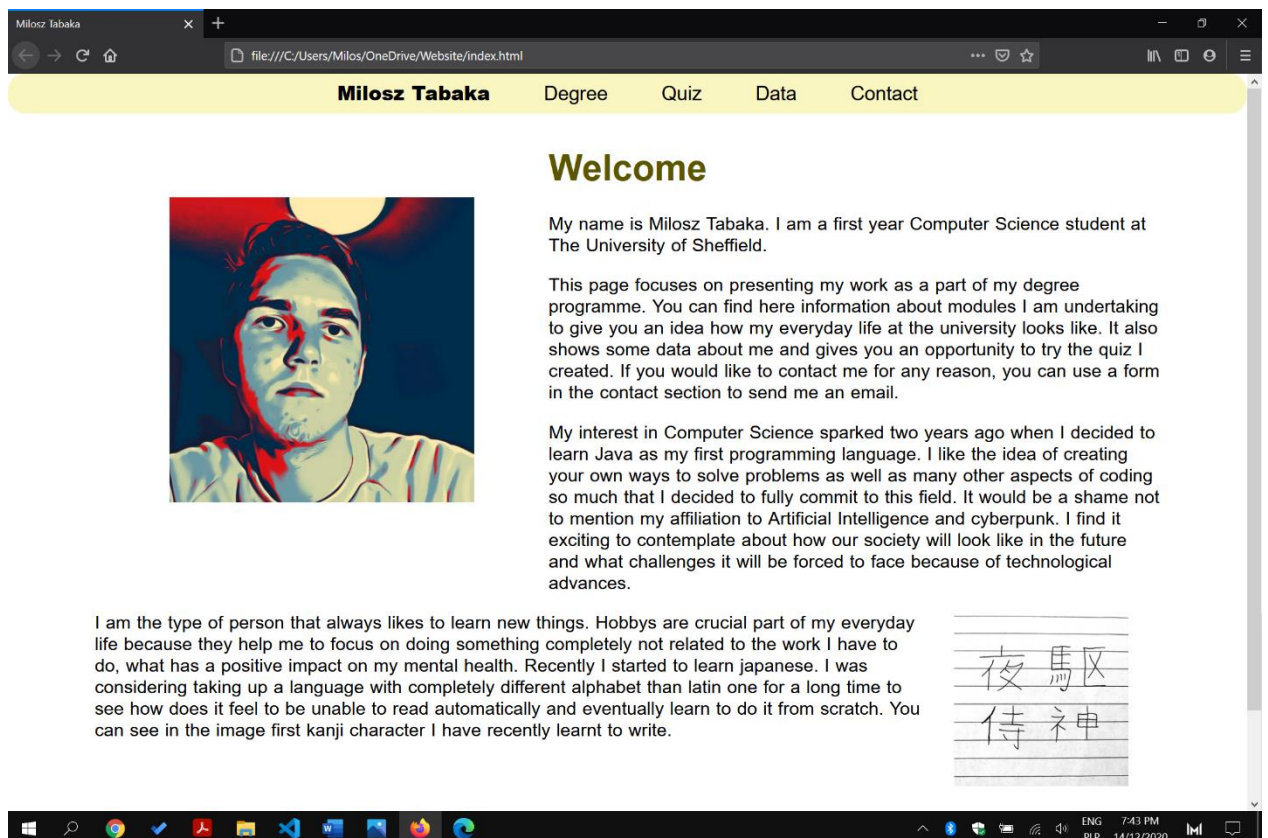 Milosz Tabaka
file:///C:/Users/Milos/OneDrive/Website/index.html
Milosz Tabaka Degree Quiz Data Contact
Welcome
My name is Milosz Tabaka. I am a first year Computer Science student at
The University of Sheffield.
This page focuses on presenting my work as a part of my degree
programme. You can find here information about modules I am undertaking
to give you an idea how my everyday life at the university looks like. It also
shows some data about me and gives you an opportunity to try the quiz I
created. If you would like to contact me for any reason, you can use a form
in the contact section to send me an email.
My interest in Computer Science sparked two years ago when I decided to
learn Java as my first programming language. I like the idea of creating
your own ways to solve problems as well as many other aspects of coding
so much that I decided to fully commit to this field. It would be a shame not
to mention my affiliation to Artificial Intelligence and cyberpunk. I find it
exciting to contemplate about how our society will look like in the future
and what challenges it will be forced to face because of technological
advances.
I am the type of person that always likes to learn new things. Hobbys are crucial part of my everyday
life because they help me to focus on doing something completely not related to the work I have to
do, what has a positive impact on my mental health. Recently I started to learn japanese. I was
considering taking up a language with completely different alphabet than latin one for a long time to
see how does it feel to be unable to read automatically and eventually learn to do it from scratch. You
can see in the image first kanji character I have recently learnt to write.
夜 駆
侍 神
ENG 7:43 PM
PLP 14/12/2020